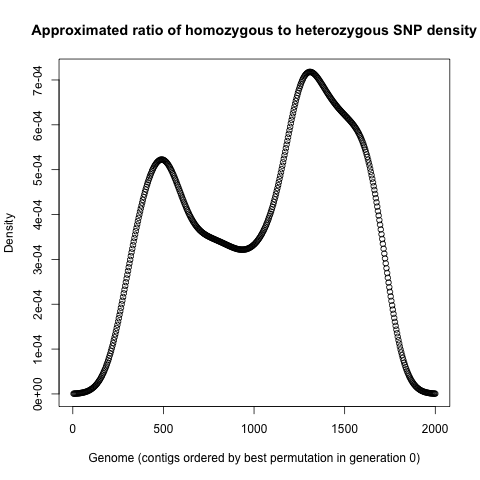 Approximated ratio of homozygous to heterozygous SNP density
7e-04
6e-04
5e-04
4e-04
3e-04
2e-04
1e-04
0e+00
Density
0 500 1000 1500 2000
Genome (contigs ordered by best permutation in generation 0)